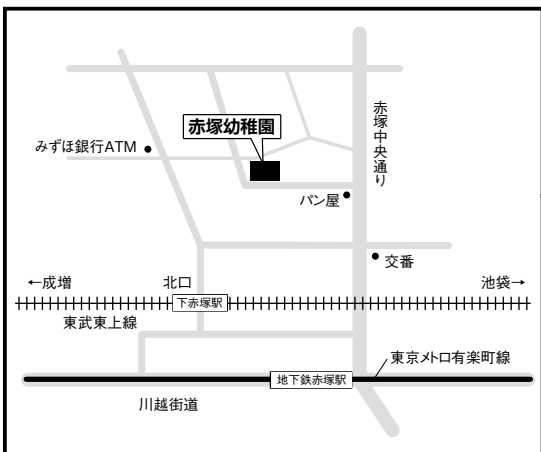 赤塚中央通り
赤塚幼稚園
みずほ銀行ATM
パン屋
交番
←成増
北口
池袋→
下赤塚駅
東武東上線
東京メトロ有楽町線
地下鉄赤塚駅
川越街道